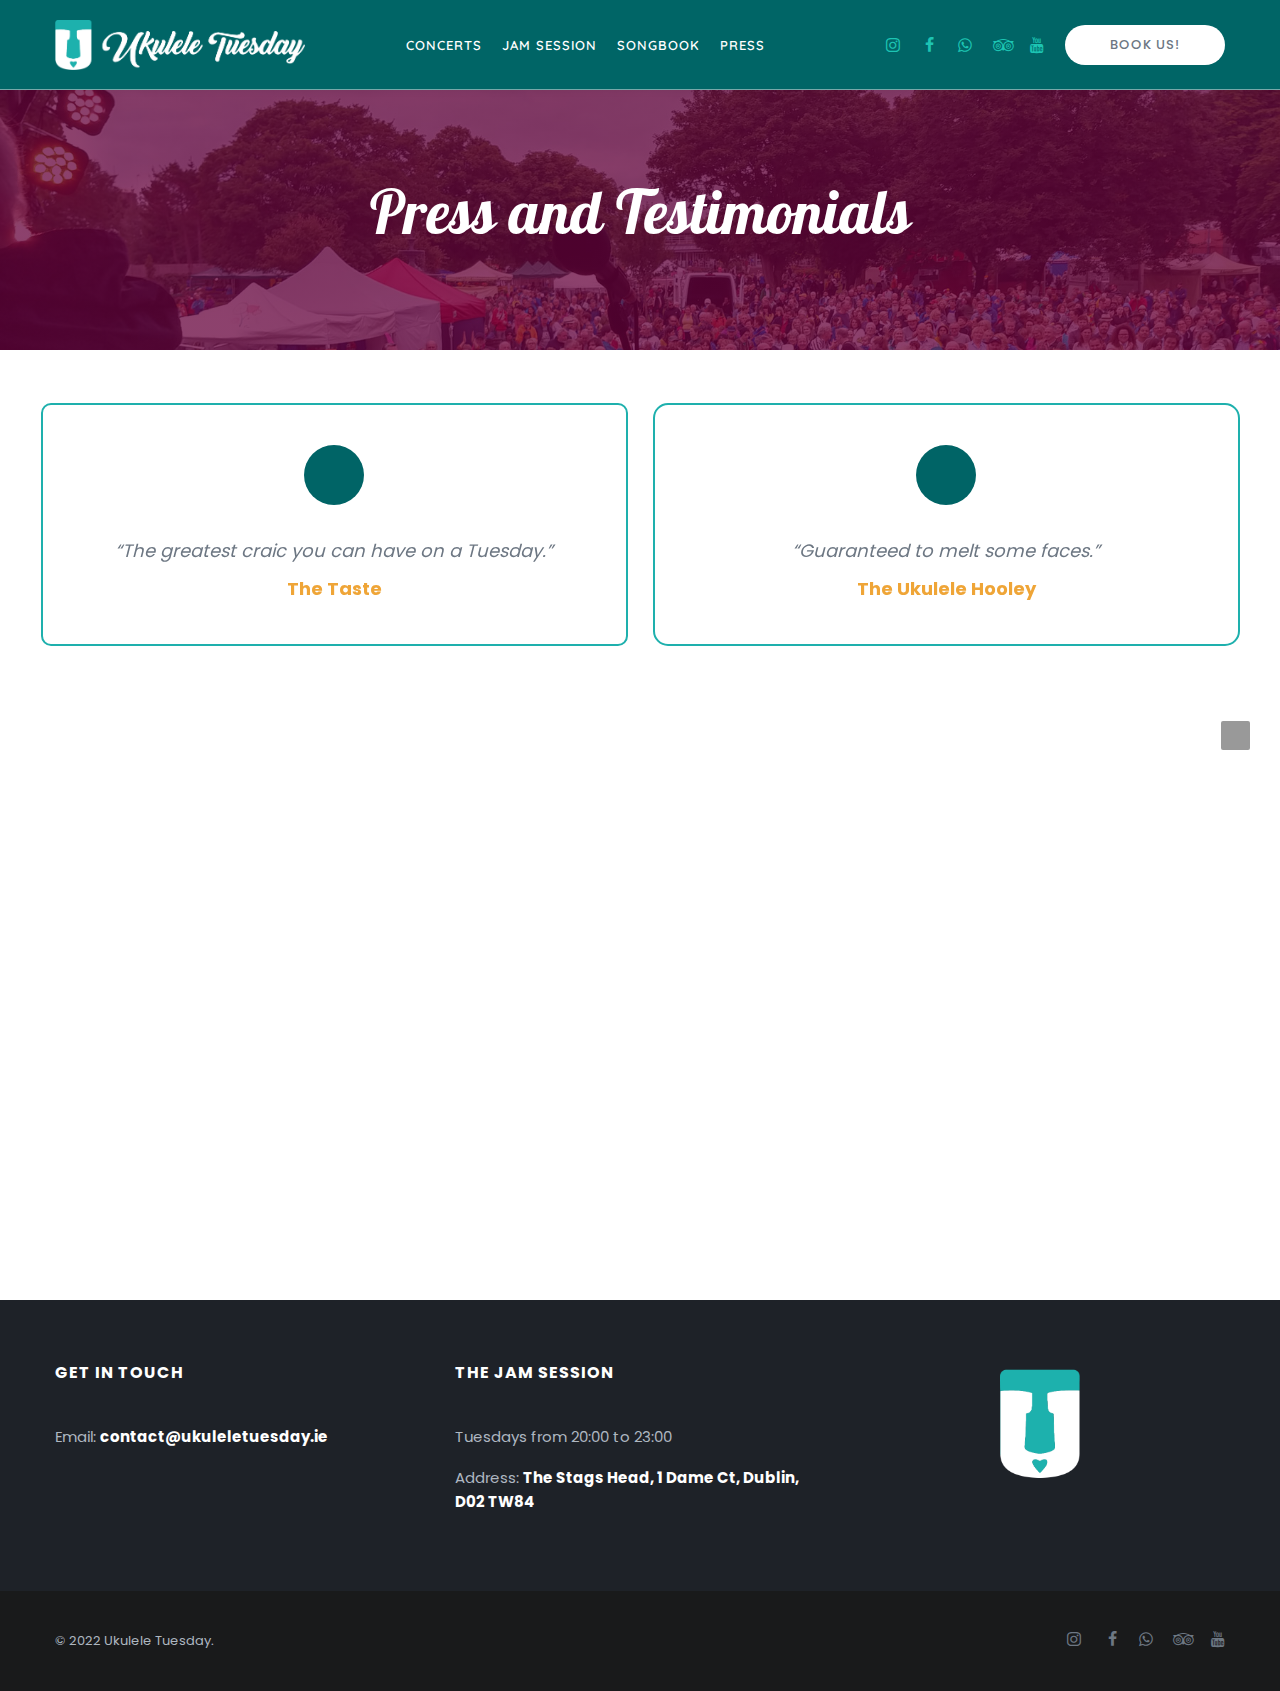 Ukulele Tuesday
CONCERTS JAM SESSION SONGBOOK PRESS
BOOK US!
Press and Testimonials
“The greatest craic you can have on a Tuesday.”
The Taste
“Guaranteed to melt some faces.”
The Ukulele Hooley
GET IN TOUCH
Email: contact@ukuleletuesday.ie
THE JAM SESSION
Tuesdays from 20:00 to 23:00
Address: The Stags Head, 1 Dame Ct, Dublin,
D02 TW84
© 2022 Ukulele Tuesday.